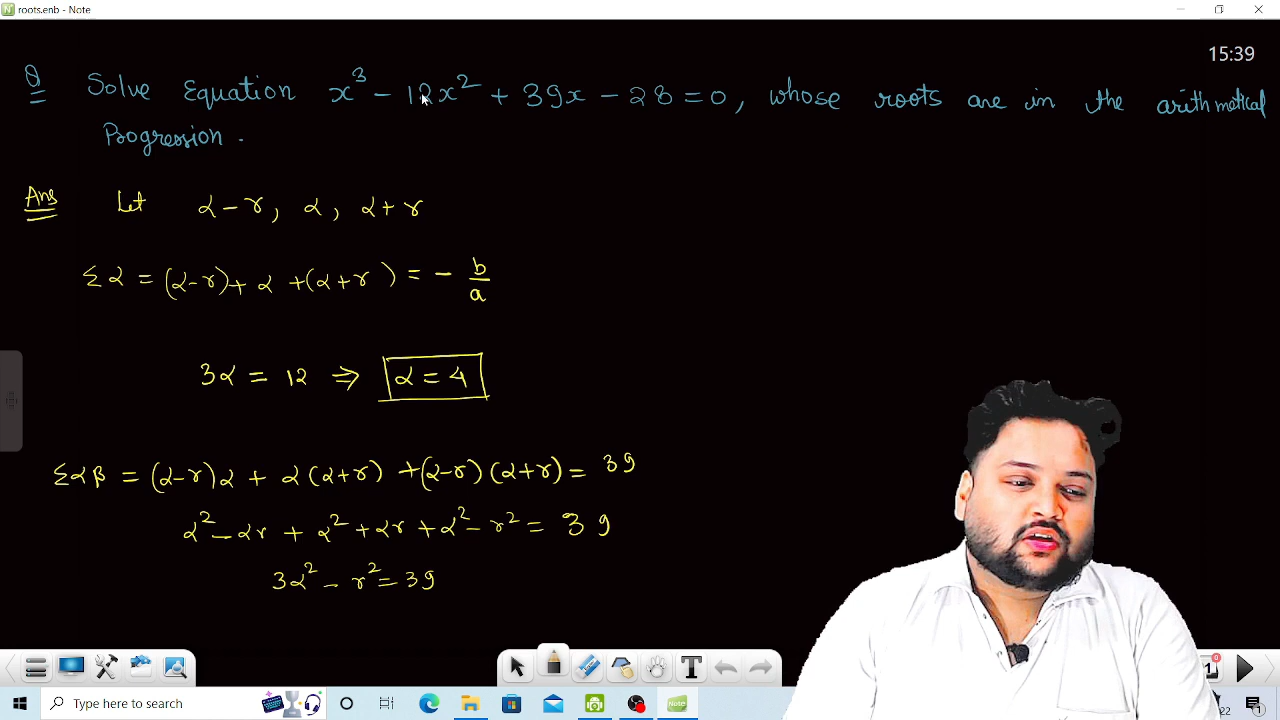 roots.enb - Note
15:39
Q Solve Equation x³ - 12x² + 39x - 28 = 0, whose roots are in the arithmetical
Progression.
Ans Let α - r, α, α + r
Σα = (α-r) + α + (α+r) = - b/a
3α = 12 ⇒ α = 4
Σαβ = (α-r)α + α(α+r) + (α-r)(α+r) = 39
α² - αr + α² + αr + α² - r² = 39
3α² - r² = 39
Type here to search
Note